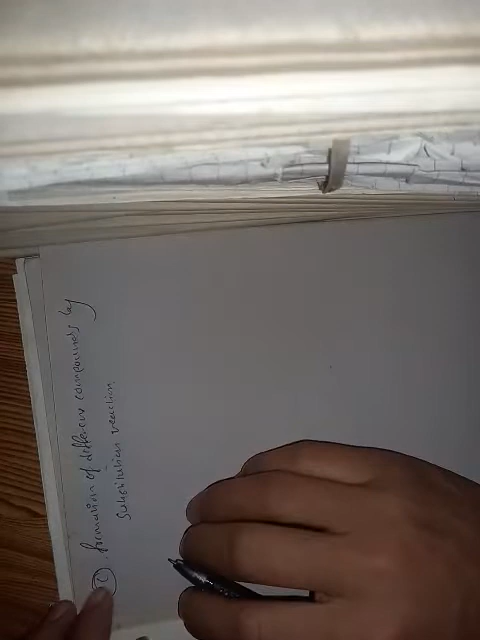 (C) Formation of different compounds by
Substitution reaction